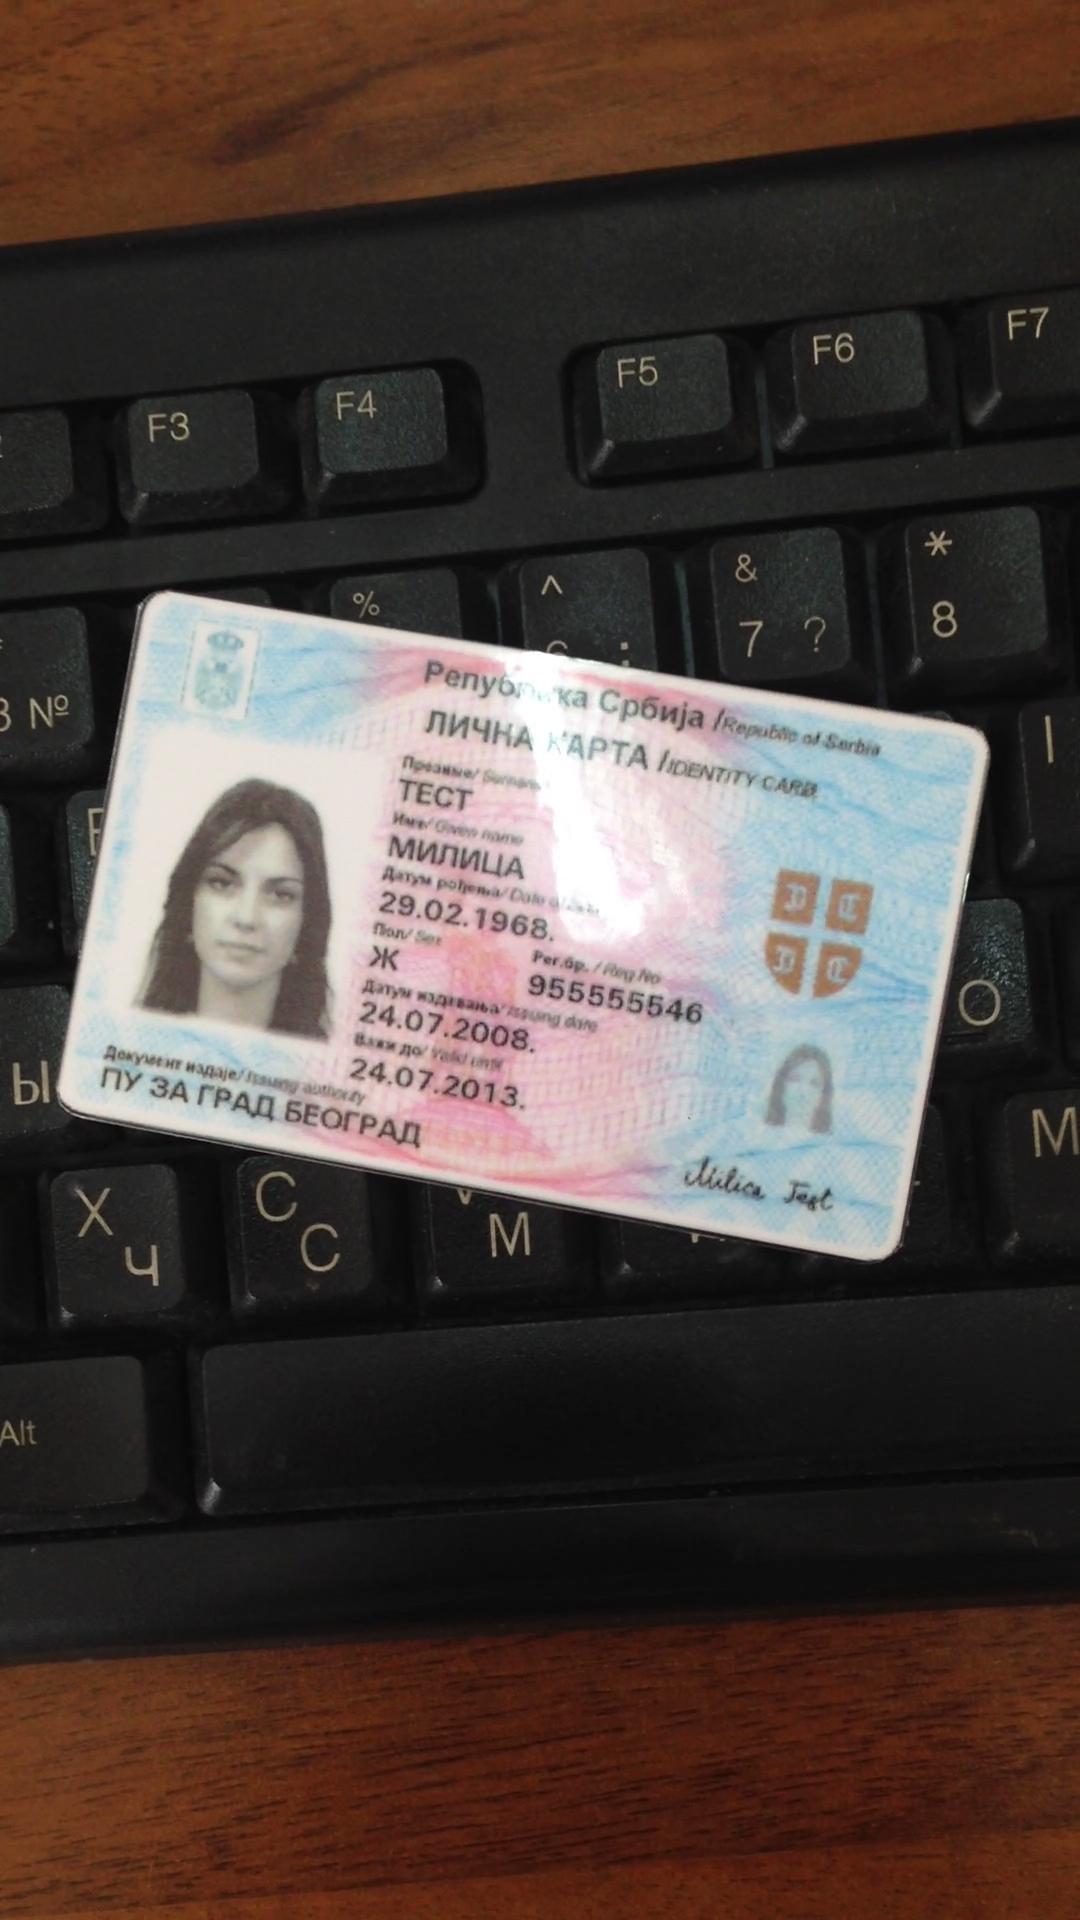 F3
F4
F5
F6
F7
%
^
&
7 ?
*
8
3 №
Република Србија / Republic of Serbia
ЛИЧНА КАРТА / IDENTITY CARD
Презиме/ Surname
ТЕСТ
Име/ Given name
МИЛИЦА
Датум рођења/ Date of birth
29.02.1968.
Пол/ Sex
Ж
Рег.бр. / Reg.No
955555546
Датум издавања/ Issuing date
24.07.2008.
Важи до/ Valid until
24.07.2013.
Документ издаје/ Issuing authority
ПУ ЗА ГРАД БЕОГРАД
Milica Test
I
O
Ы
М
X
Ч
C
С
М
Alt